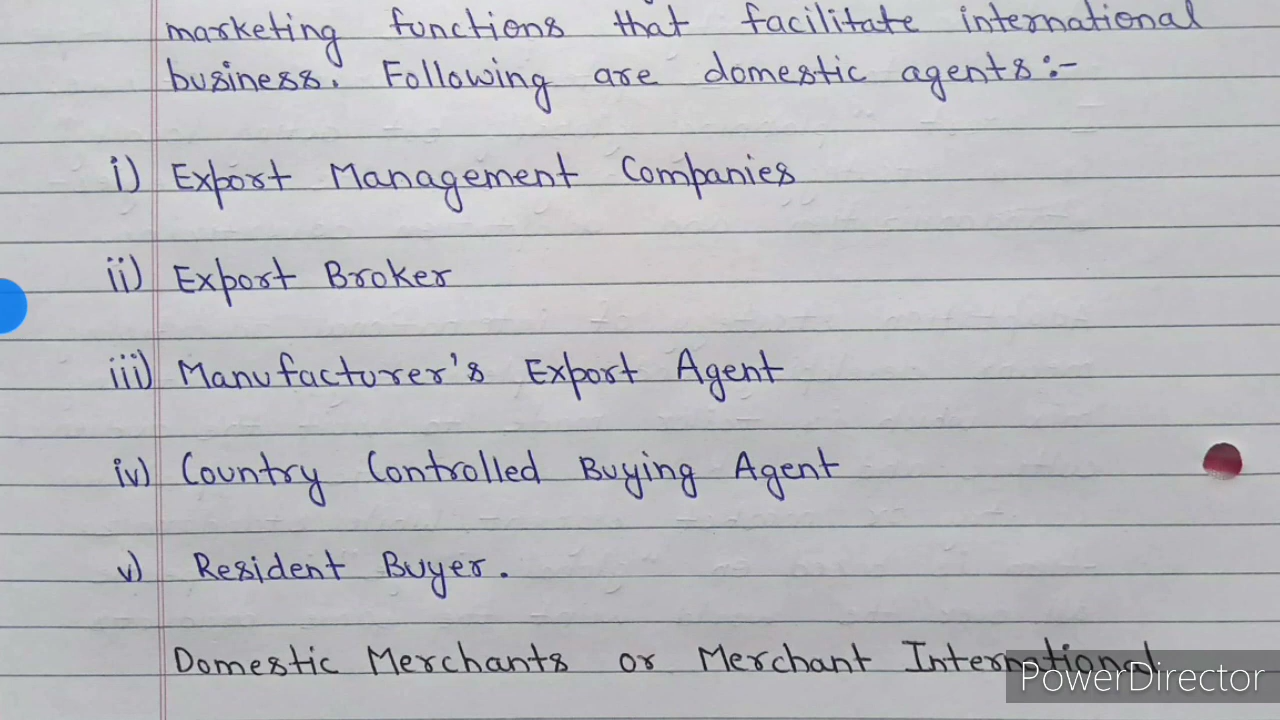 marketing functions that facilitate international
business. Following are domestic agents :-
i) Export Management Companies
ii) Export Broker
iii) Manufacturer's Export Agent
iv) Country Controlled Buying Agent
v) Resident Buyer.
Domestic Merchants or Merchant International
PowerDirector